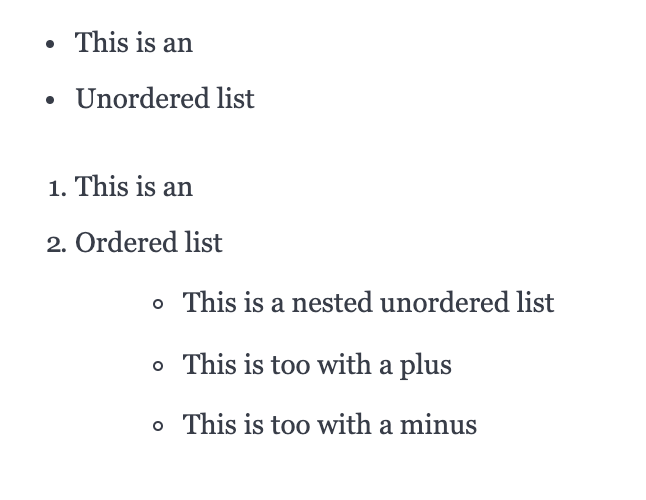 • This is an
• Unordered list
1. This is an
2. Ordered list
◦ This is a nested unordered list
◦ This is too with a plus
◦ This is too with a minus